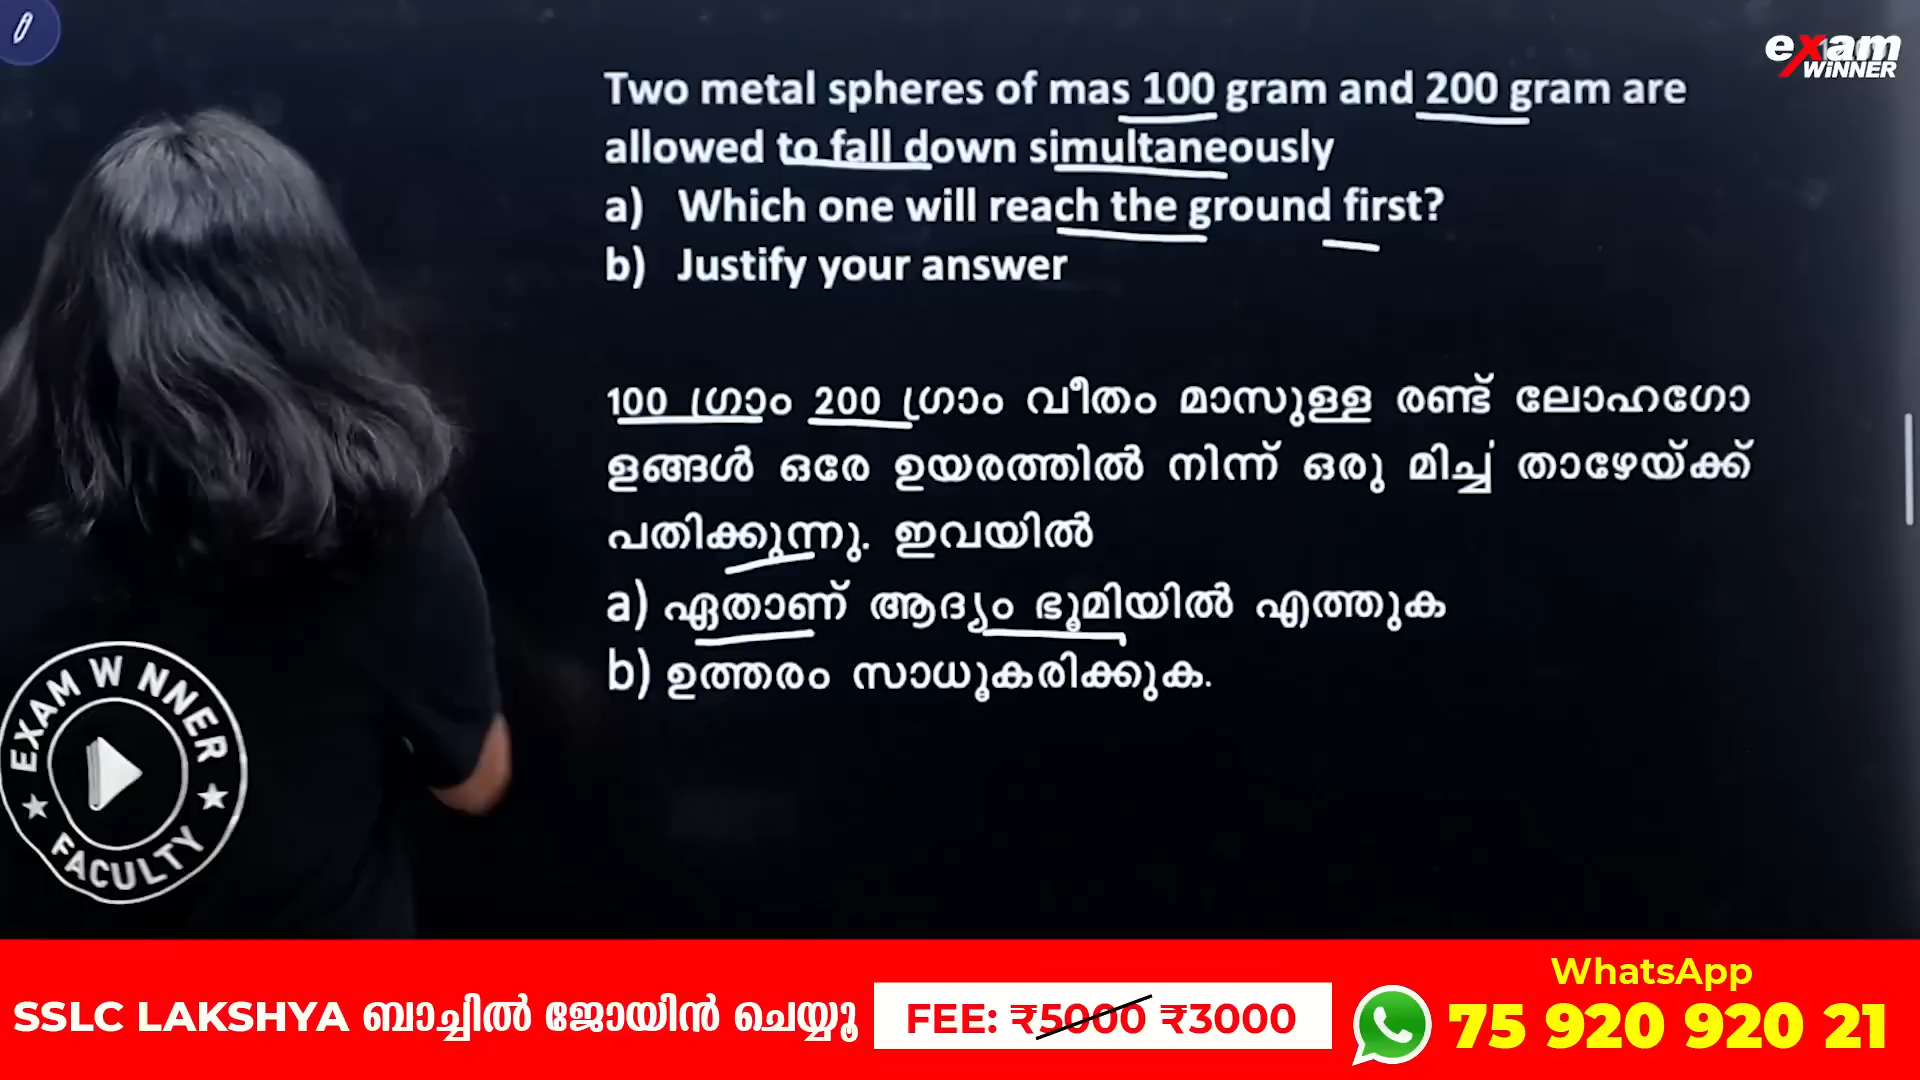 exam
WiNNER
Two metal spheres of mas 100 gram and 200 gram are
allowed to fall down simultaneously
a) Which one will reach the ground first?
b) Justify your answer
100 ഗ്രാം 200 ഗ്രാം വീതം മാസുള്ള രണ്ട് ലോഹഗോ
ളങ്ങൾ ഒരേ ഉയരത്തിൽ നിന്ന് ഒരു മിച്ച് താഴേയ്ക്ക്
പതിക്കുന്നു. ഇവയിൽ
a) ഏതാണ് ആദ്യം ഭൂമിയിൽ എത്തുക
b) ഉത്തരം സാധൂകരിക്കുക.
EXAM W NNER
FACULTY
SSLC LAKSHYA ബാച്ചിൽ ജോയിൻ ചെയ്യൂ
FEE: ₹5000 ₹3000
WhatsApp
75 920 920 21